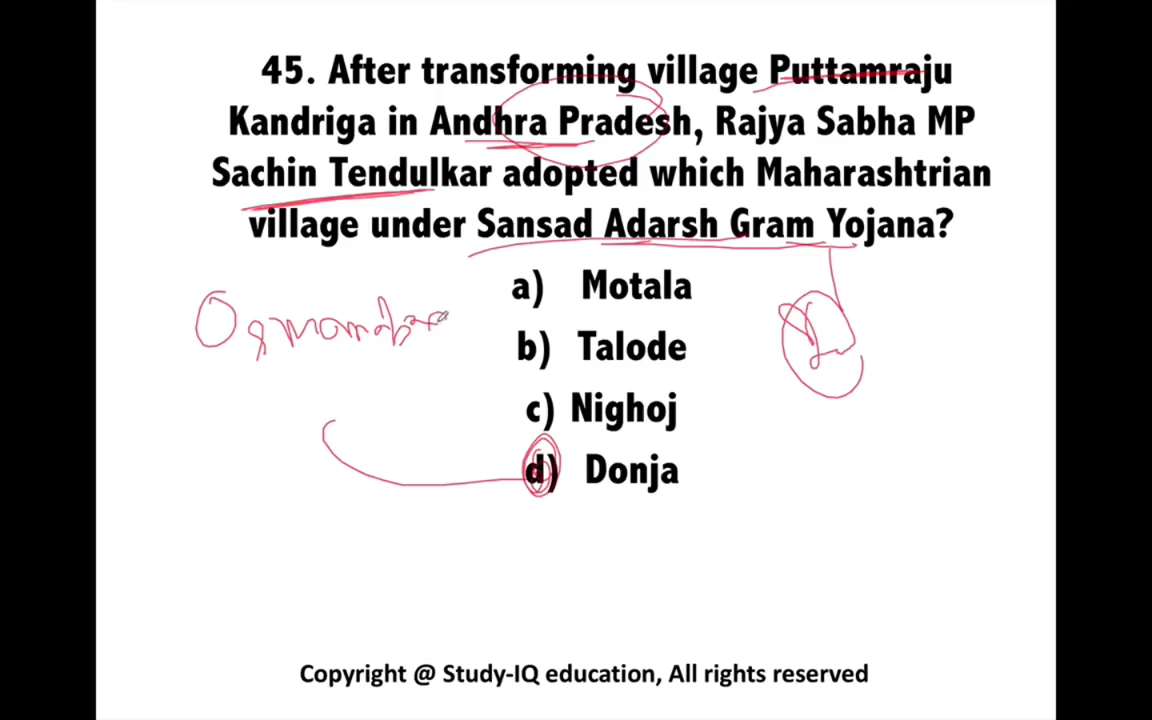 45. After transforming village Puttamraju
Kandriga in Andhra Pradesh, Rajya Sabha MP
Sachin Tendulkar adopted which Maharashtrian
village under Sansad Adarsh Gram Yojana?
a) Motala
b) Talode
c) Nighoj
d) Donja
Copyright @ Study-IQ education, All rights reserved